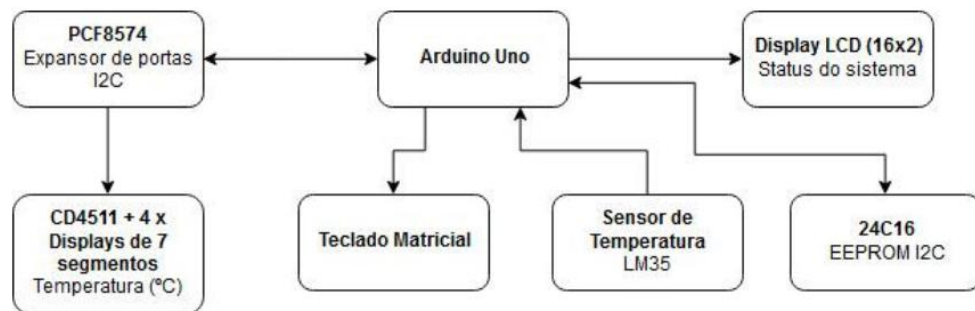 PCF8574
Expansor de portas
I2C
Arduino Uno
Display LCD (16x2)
Status do sistema
CD4511 + 4 x
Displays de 7
segmentos
Temperatura (ºC)
Teclado Matricial
Sensor de
Temperatura
LM35
24C16
EEPROM I2C